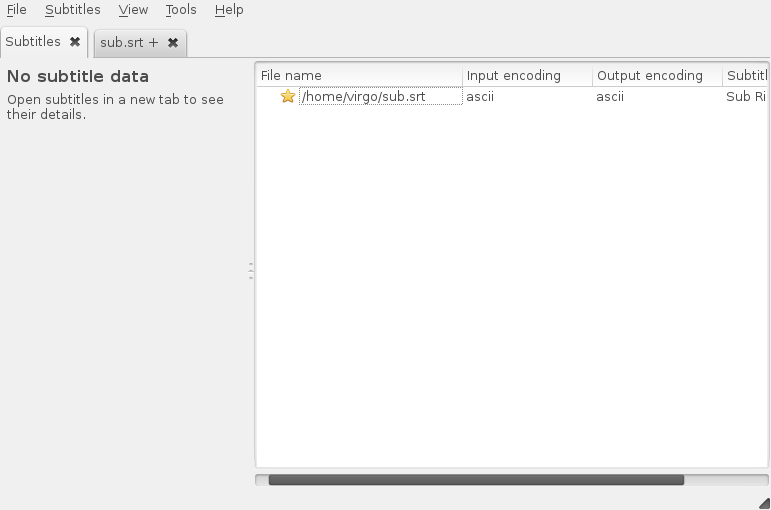 File Subtitles View Tools Help
Subtitles sub.srt +
No subtitle data
Open subtitles in a new tab to see
their details.
File name Input encoding Output encoding Subtitl
/home/virgo/sub.srt ascii ascii Sub Ri